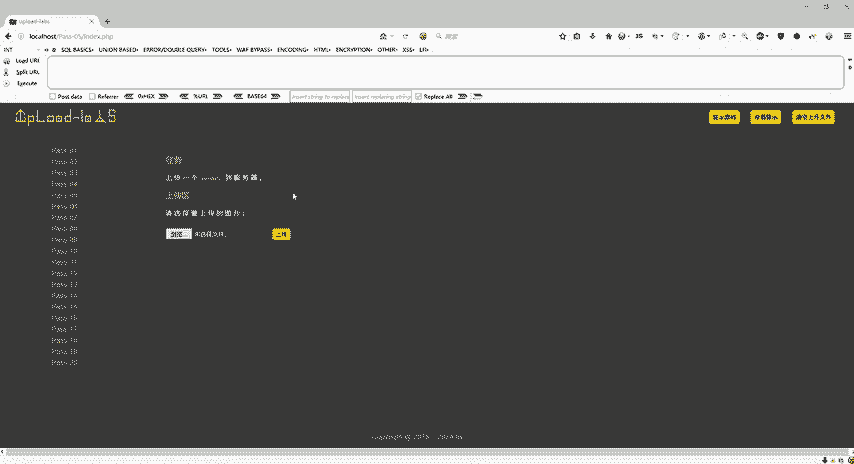 upload-labs
localhost/Pass-05/index.php
搜索
INT
SQL BASICS▾ UNION BASED▾ ERROR/DOUBLE QUERY▾ TOOLS▾ WAF BYPASS▾ ENCODING▾ HTML▾ ENCRYPTION▾ OTHER▾ XSS▾ LFI▾
Load URL
Split URL
Execute
Post data Referrer 0xHEX %URL BASE64 Insert string to replace Insert replacing string Replace All
UpLoad-labS
显示源码 查看提示 清空上传文件
Pass-01
Pass-02
Pass-03
Pass-04
Pass-05
Pass-06
Pass-07
Pass-08
Pass-09
Pass-10
Pass-11
Pass-12
Pass-13
Pass-14
Pass-15
Pass-16
Pass-17
Pass-18
Pass-19
Pass-20
任务
上传一个webshell到服务器。
上传区
请选择要上传的图片：
浏览… 未选择文件。 上传